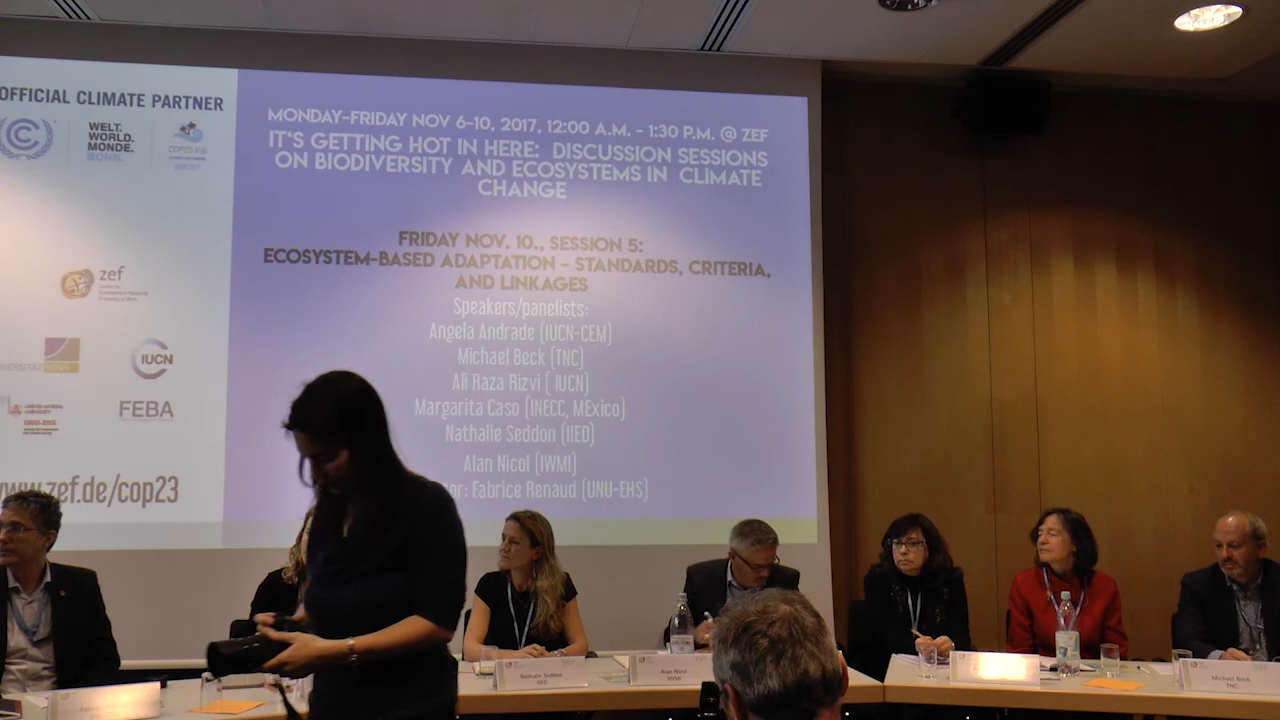 OFFICIAL CLIMATE PARTNER
WELT.
WORLD.
MONDE.
BONN.
COP23
zef
IUCN
FEBA
www.zef.de/cop23
MONDAY-FRIDAY NOV 6-10, 2017, 12:00 A.M. - 1:30 P.M. @ ZEF
IT'S GETTING HOT IN HERE: DISCUSSION SESSIONS
ON BIODIVERSITY AND ECOSYSTEMS IN CLIMATE
CHANGE
FRIDAY NOV. 10., SESSION 5:
ECOSYSTEM-BASED ADAPTATION - STANDARDS, CRITERIA,
AND LINKAGES
Speakers/panelists:
Angela Andrade (IUCN-CEM)
Michael Beck (TNC)
Ali Raza Rizvi ( IUCN)
Margarita Caso (INECC, MExico)
Nathalie Seddon (IIED)
Alan Nicol (IWMI)
or: Fabrice Renaud (UNU-EHS)
Nathalie Seddon
IIED
Alan Nicol
IWMI
Michael Beck
TNC